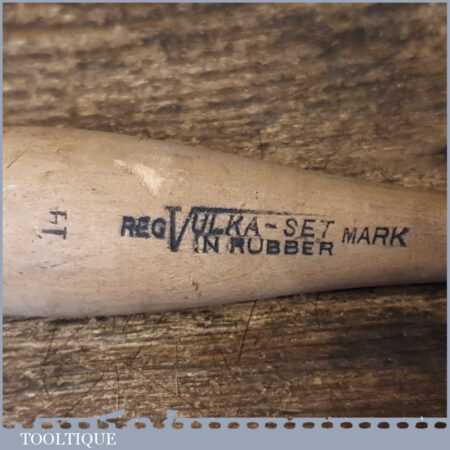 14
REG VULKA-SET MARK
IN RUBBER
TOOLTIQUE